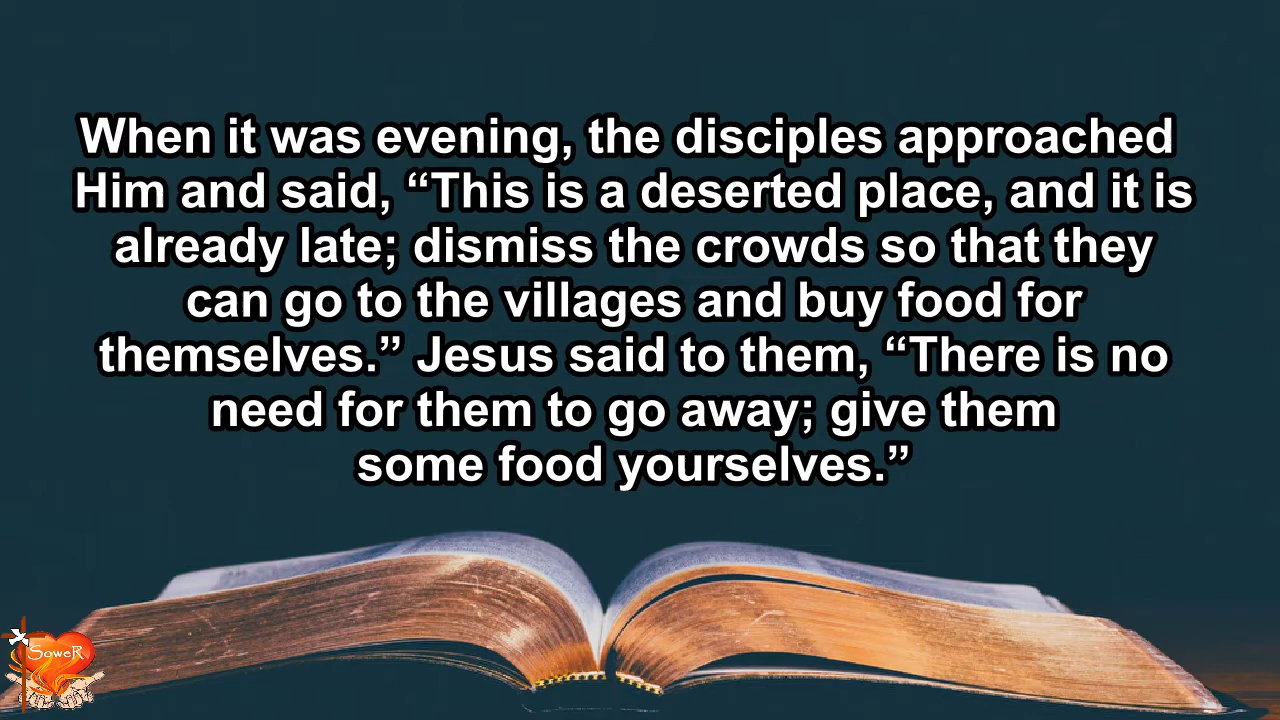 When it was evening, the disciples approached
Him and said, “This is a deserted place, and it is
already late; dismiss the crowds so that they
can go to the villages and buy food for
themselves.” Jesus said to them, “There is no
need for them to go away; give them
some food yourselves.”
SoweR